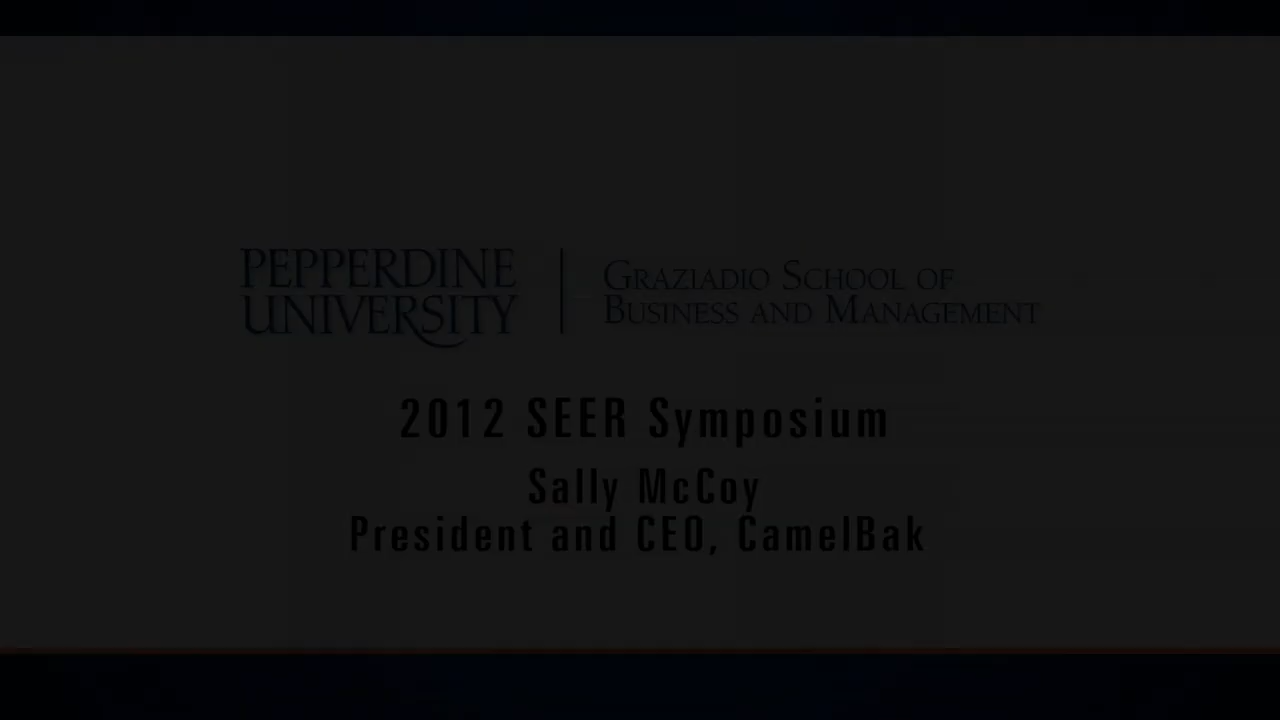 PEPPERDINE
UNIVERSITY
GRAZIADIO SCHOOL OF
BUSINESS AND MANAGEMENT
2012 SEER Symposium
Sally McCoy
President and CEO, CamelBak